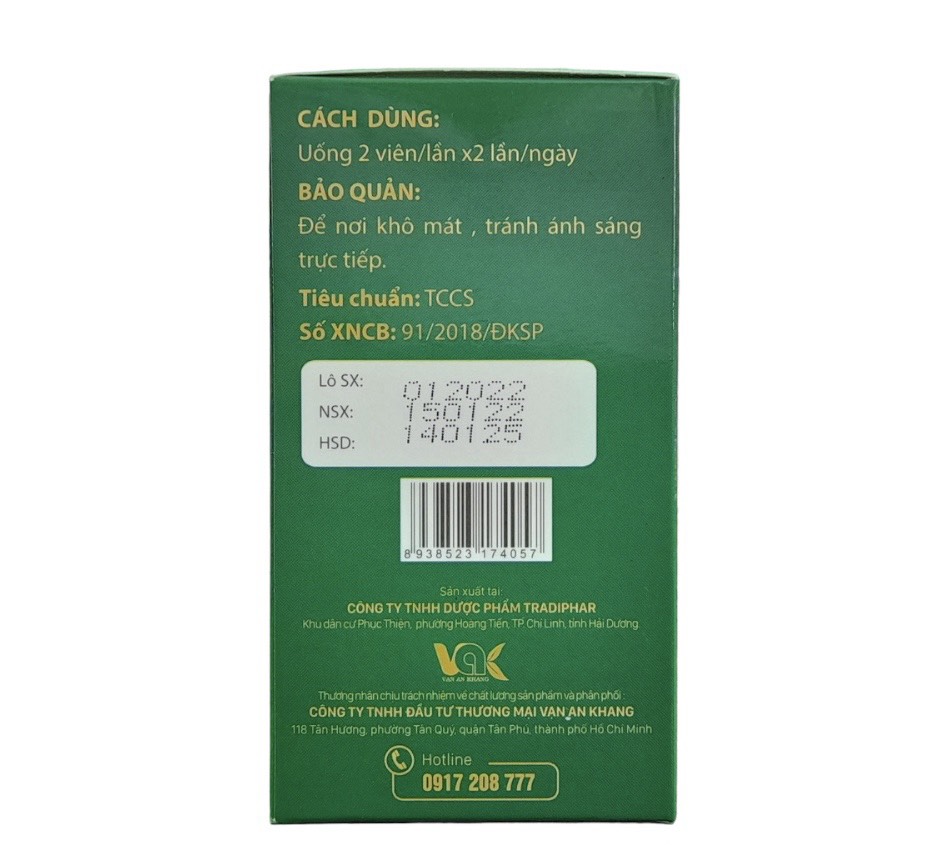 CÁCH DÙNG:
Uống 2 viên/lần x2 lần/ngày
BẢO QUẢN:
Để nơi khô mát , tránh ánh sáng
trực tiếp.
Tiêu chuẩn: TCCS
Số XNCB: 91/2018/ĐKSP
Lô SX: 012022
NSX: 150122
HSD: 140125
8 938523 174057
Sản xuất tại:
CÔNG TY TNHH DƯỢC PHẨM TRADIPHAR
Khu dân cư Phục Thiện, phường Hoàng Tiến, TP. Chí Linh, tỉnh Hải Dương.
VAK
VẠN AN KHANG
Thương nhân chịu trách nhiệm về chất lượng sản phẩm và phân phối :
CÔNG TY TNHH ĐẦU TƯ THƯƠNG MẠI VẠN AN KHANG
118 Tân Hương, phường Tân Quý, quận Tân Phú, thành phố Hồ Chí Minh
Hotline
0917 208 777